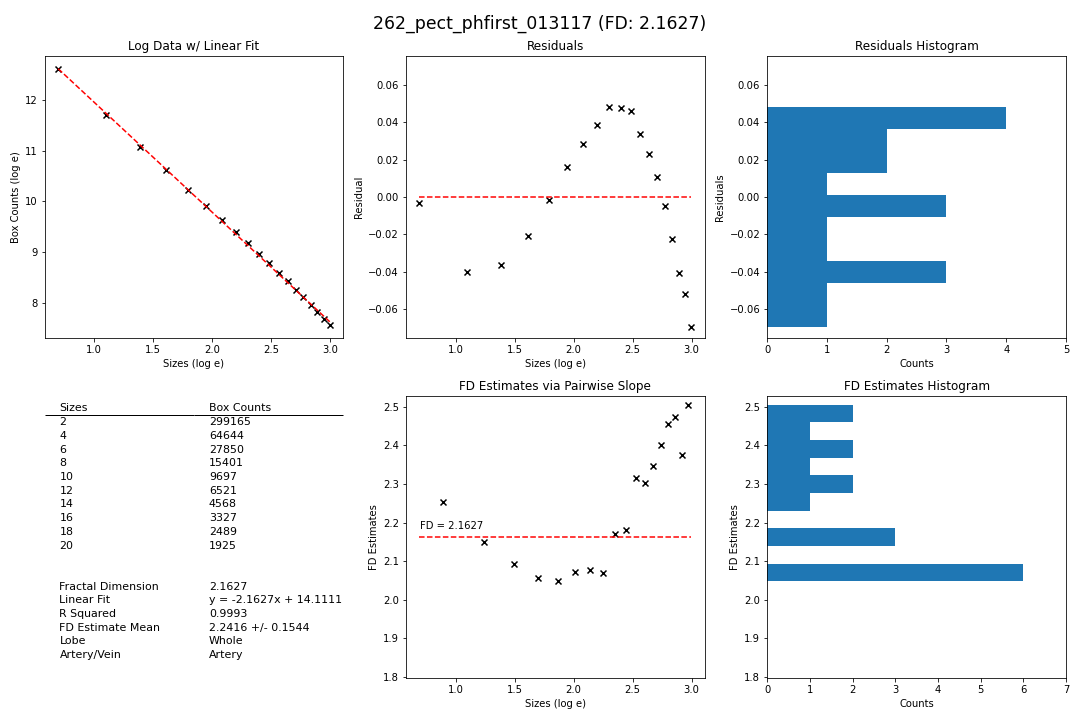 262_pect_phfirst_013117 (FD: 2.1627)
Log Data w/ Linear Fit
Box Counts (log e)
12
11
10
9
8
1.0 1.5 2.0 2.5 3.0
Sizes (log e)
Residuals
Residual
0.06
0.04
0.02
0.00
−0.02
−0.04
−0.06
1.0 1.5 2.0 2.5 3.0
Sizes (log e)
Residuals Histogram
Residuals
0.06
0.04
0.02
0.00
−0.02
−0.04
−0.06
0 1 2 3 4 5
Counts
Sizes Box Counts
2 299165
4 64644
6 27850
8 15401
10 9697
12 6521
14 4568
16 3327
18 2489
20 1925
Fractal Dimension 2.1627
Linear Fit y = -2.1627x + 14.1111
R Squared 0.9993
FD Estimate Mean 2.2416 +/- 0.1544
Lobe Whole
Artery/Vein Artery
FD Estimates via Pairwise Slope
FD Estimates
2.5
2.4
2.3
2.2
2.1
2.0
1.9
1.8
FD = 2.1627
1.0 1.5 2.0 2.5 3.0
Sizes (log e)
FD Estimates Histogram
FD Estimates
2.5
2.4
2.3
2.2
2.1
2.0
1.9
1.8
0 1 2 3 4 5 6 7
Counts